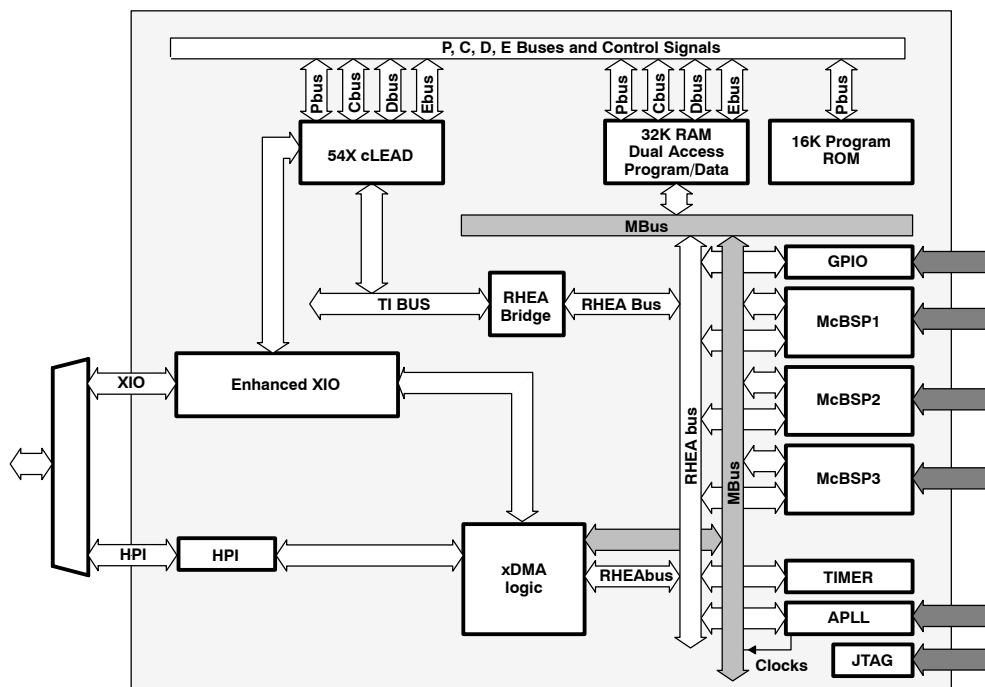 P, C, D, E Buses and Control Signals
Pbus
Cbus
Dbus
Ebus
Pbus
Cbus
Dbus
Ebus
Pbus
54X cLEAD
32K RAM
Dual Access
Program/Data
16K Program
ROM
MBus
GPIO
TI BUS
RHEA
Bridge
RHEA Bus
McBSP1
XIO
Enhanced XIO
McBSP2
RHEA bus
MBus
McBSP3
HPI
HPI
xDMA
logic
RHEAbus
TIMER
APLL
Clocks
JTAG